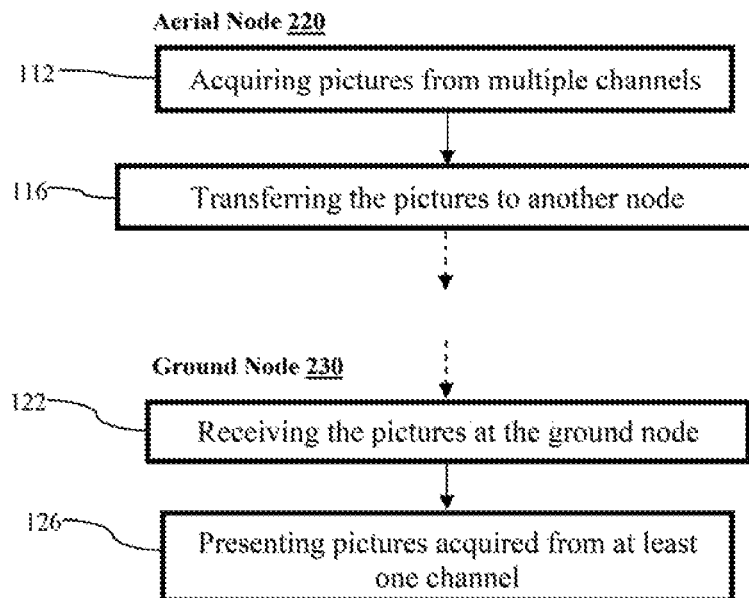 Aerial Node 220
112
Acquiring pictures from multiple channels
116
Transferring the pictures to another node
Ground Node 230
122
Receiving the pictures at the ground node
126
Presenting pictures acquired from at least
one channel